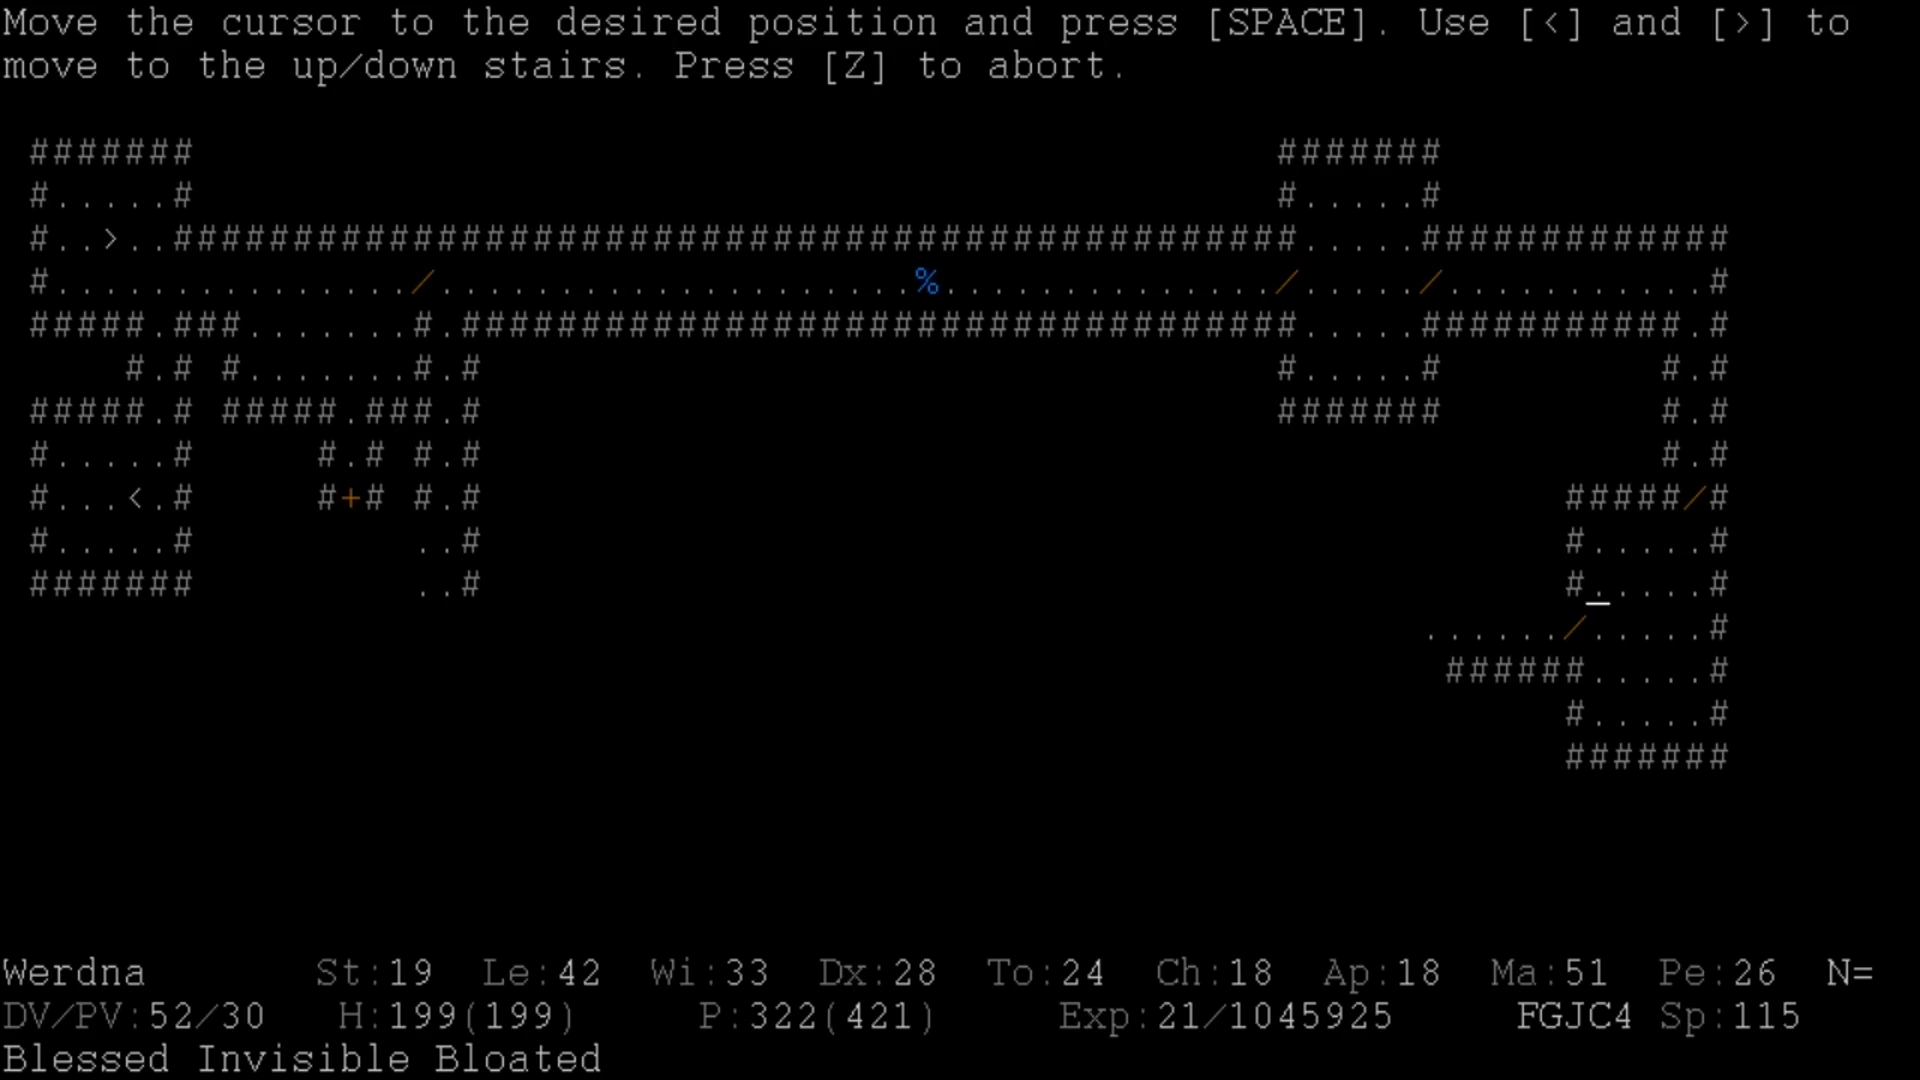 Move the cursor to the desired position and press [SPACE]. Use [<] and [>] to
move to the up/down stairs. Press [Z] to abort.
 #######                                             #######
 #.....#                                             #.....#
 #..>..###############################################.....#############
 #.............../....................%............../...../...........#
 #####.###.......#.###################################.....###########.#
     #.# #.......#.#                                 #.....#         #.#
 #####.# #####.###.#                                 #######         #.#
 #.....#     #.# #.#                                                 #.#
 #...<.#     #+# #.#                                             #####/#
 #.....#         ..#                                             #.....#
 #######         ..#                                             #.....#
                                                           ....../.....#
                                                            ######.....#
                                                                 #.....#
                                                                 #######
Werdna       St:19  Le:42  Wi:33  Dx:28  To:24  Ch:18  Ap:18  Ma:51  Pe:26  N=
DV/PV:52/30   H:199(199)     P:322(421)     Exp:21/1045925     FGJC4 Sp:115
Blessed Invisible Bloated